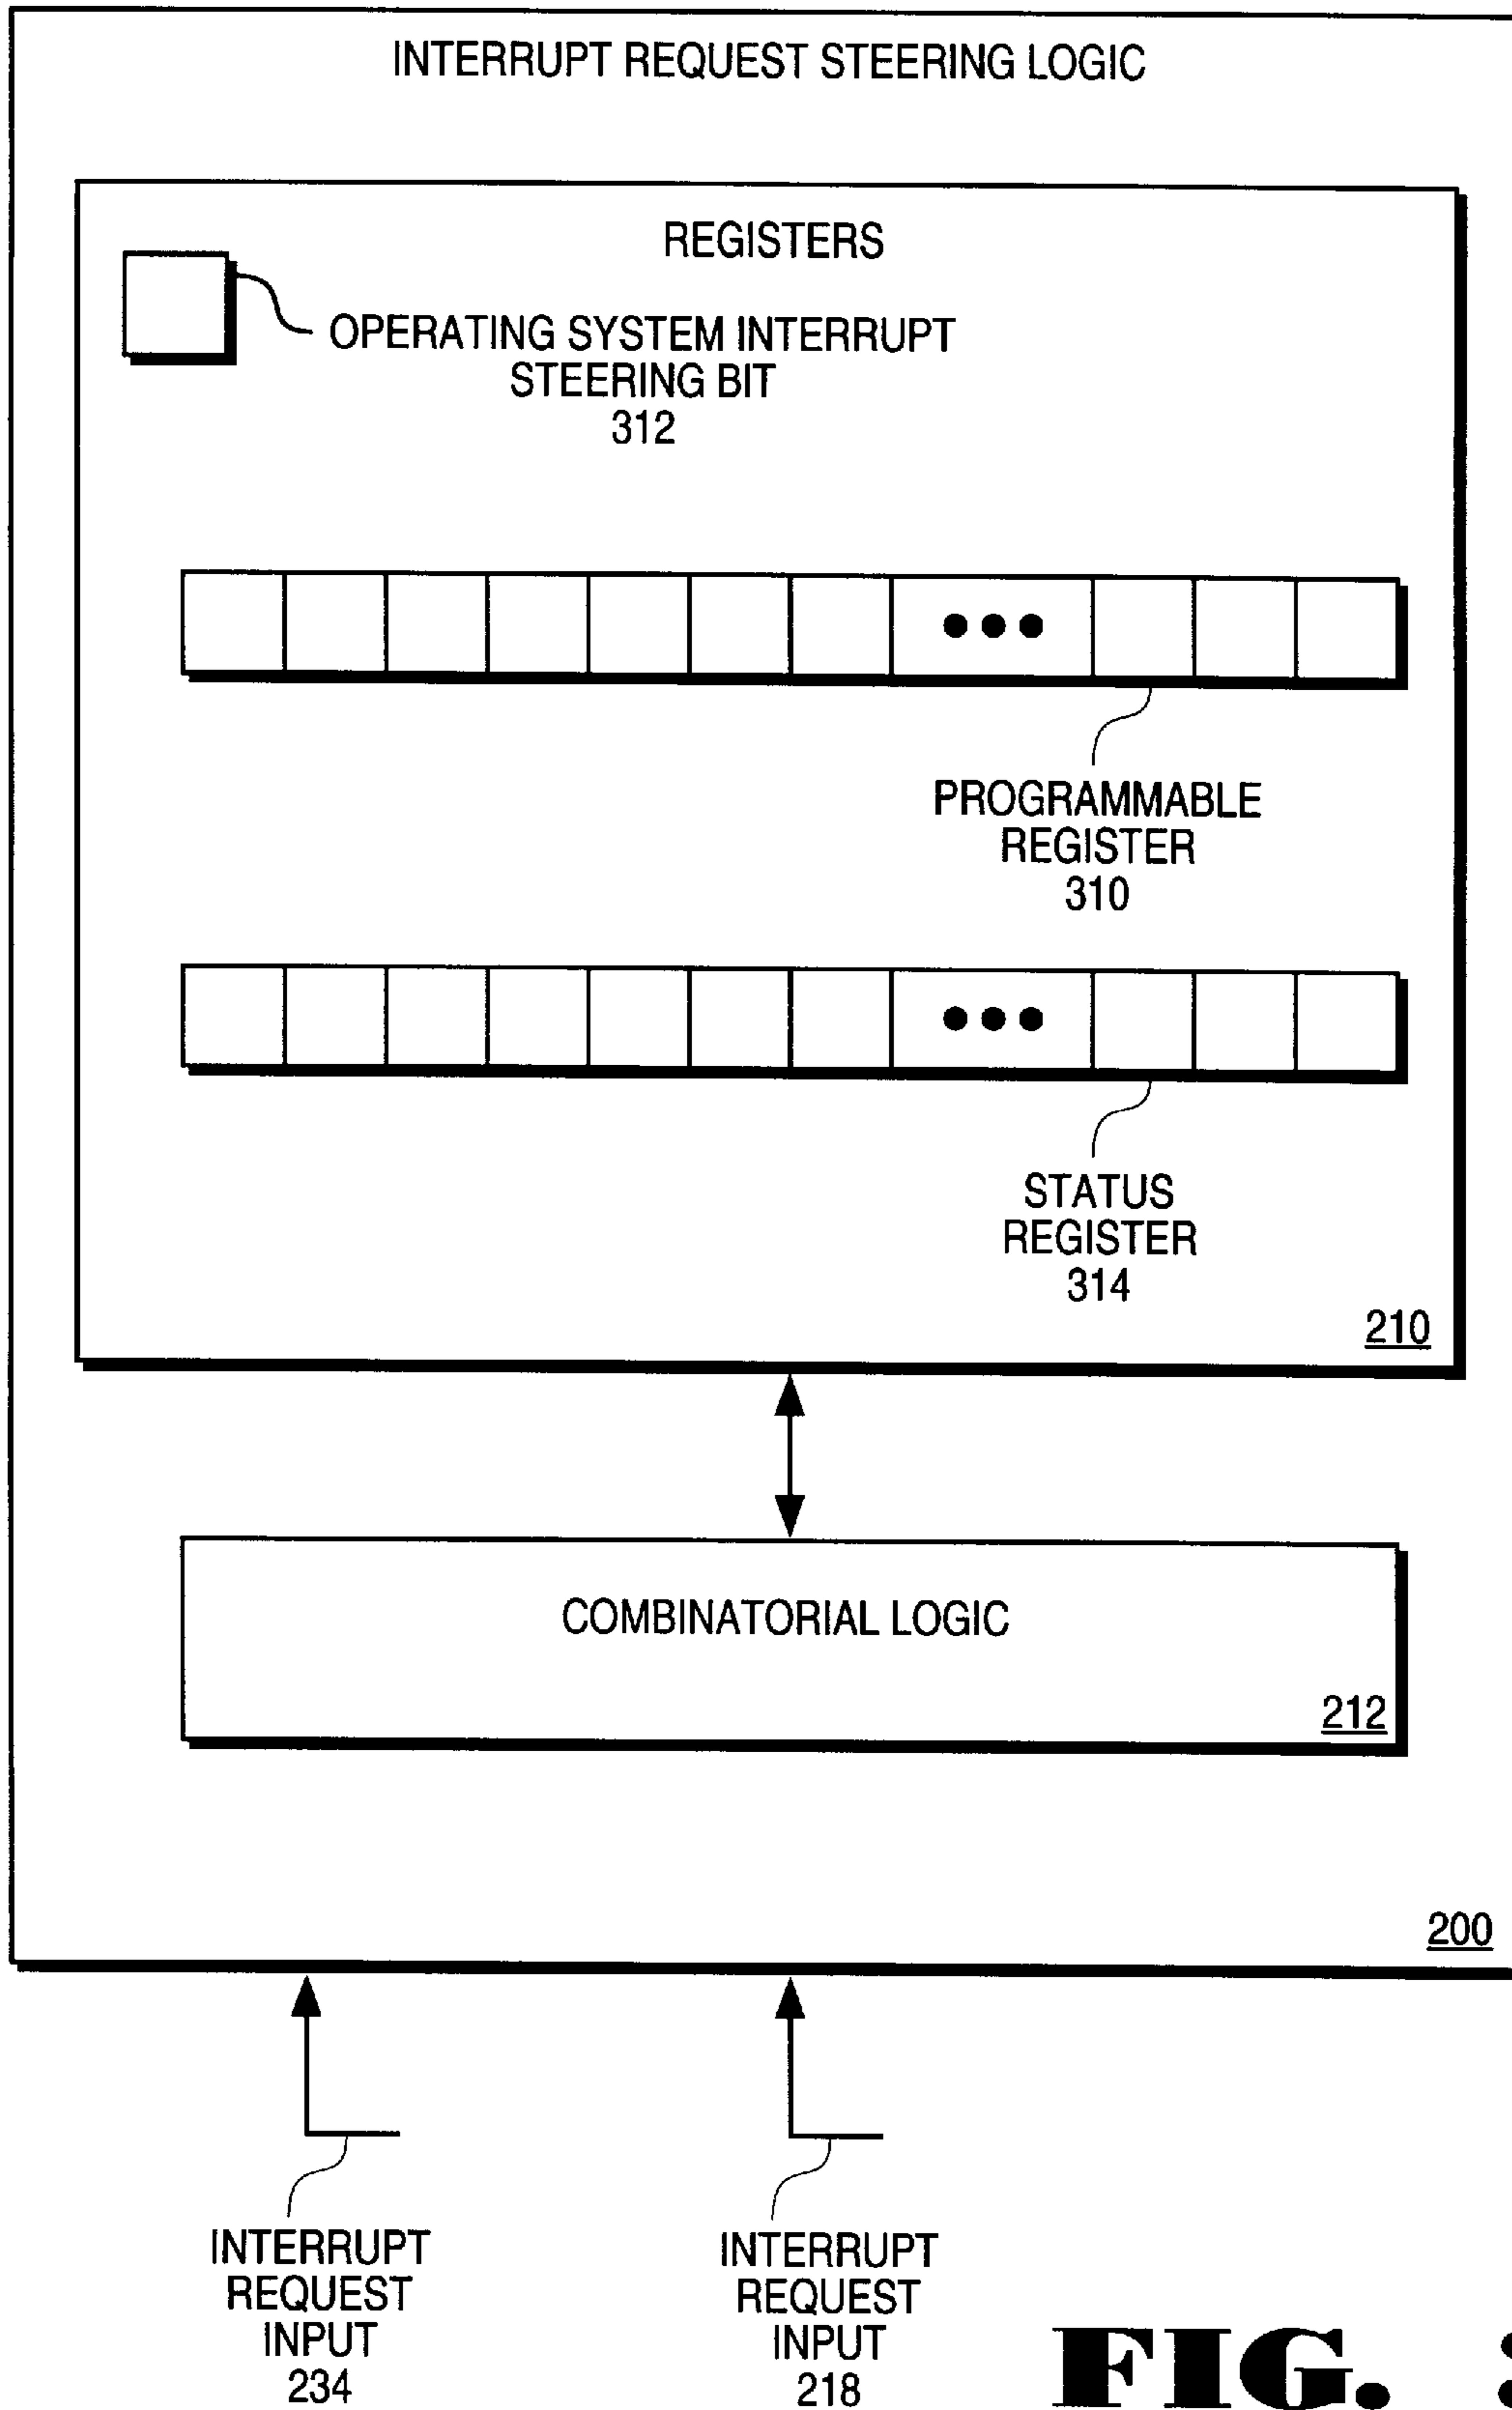 INTERRUPT REQUEST STEERING LOGIC
REGISTERS
OPERATING SYSTEM INTERRUPT
STEERING BIT
312
PROGRAMMABLE
REGISTER
310
STATUS
REGISTER
314
210
COMBINATORIAL LOGIC
212
200
INTERRUPT
REQUEST
INPUT
234
INTERRUPT
REQUEST
INPUT
218
FIG.